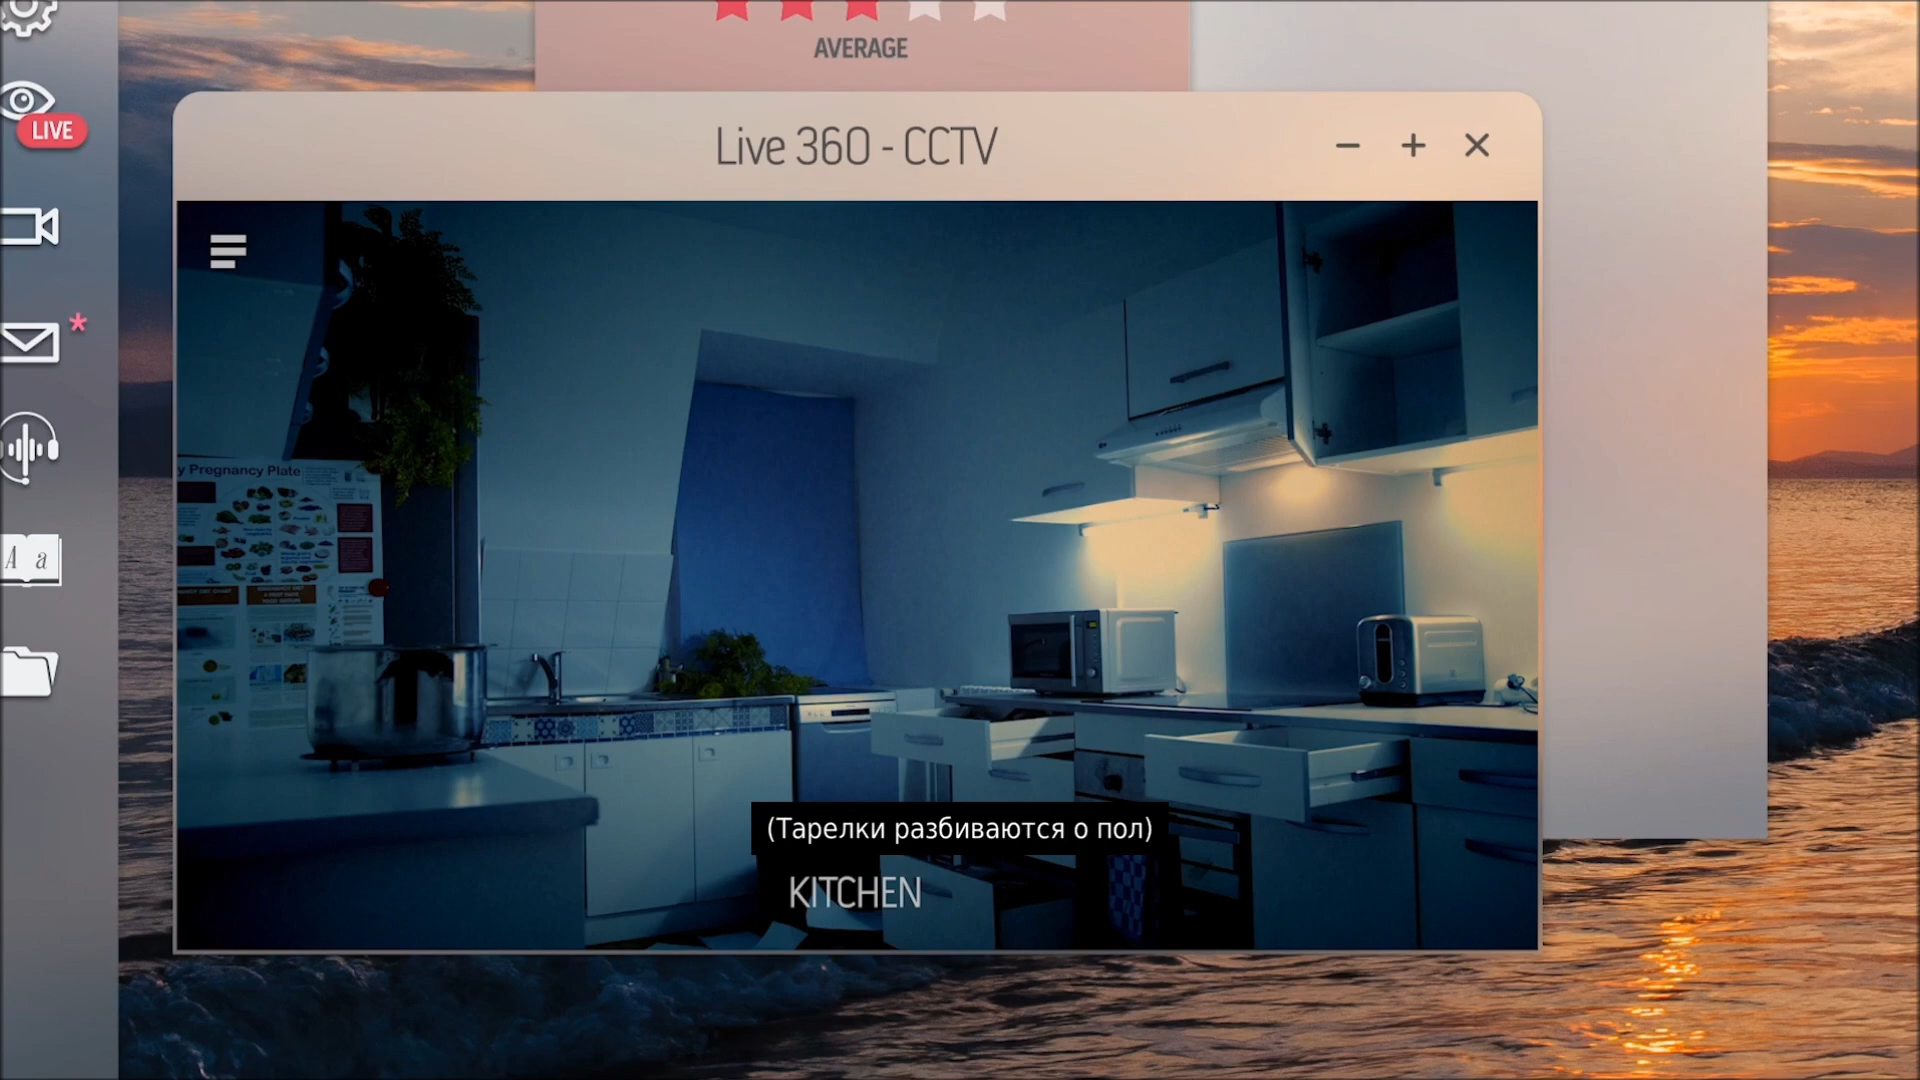 AVERAGE
LIVE
Live 360 - CCTV
y Pregnancy Plate
A a
(Тарелки разбиваются о пол)
KITCHEN